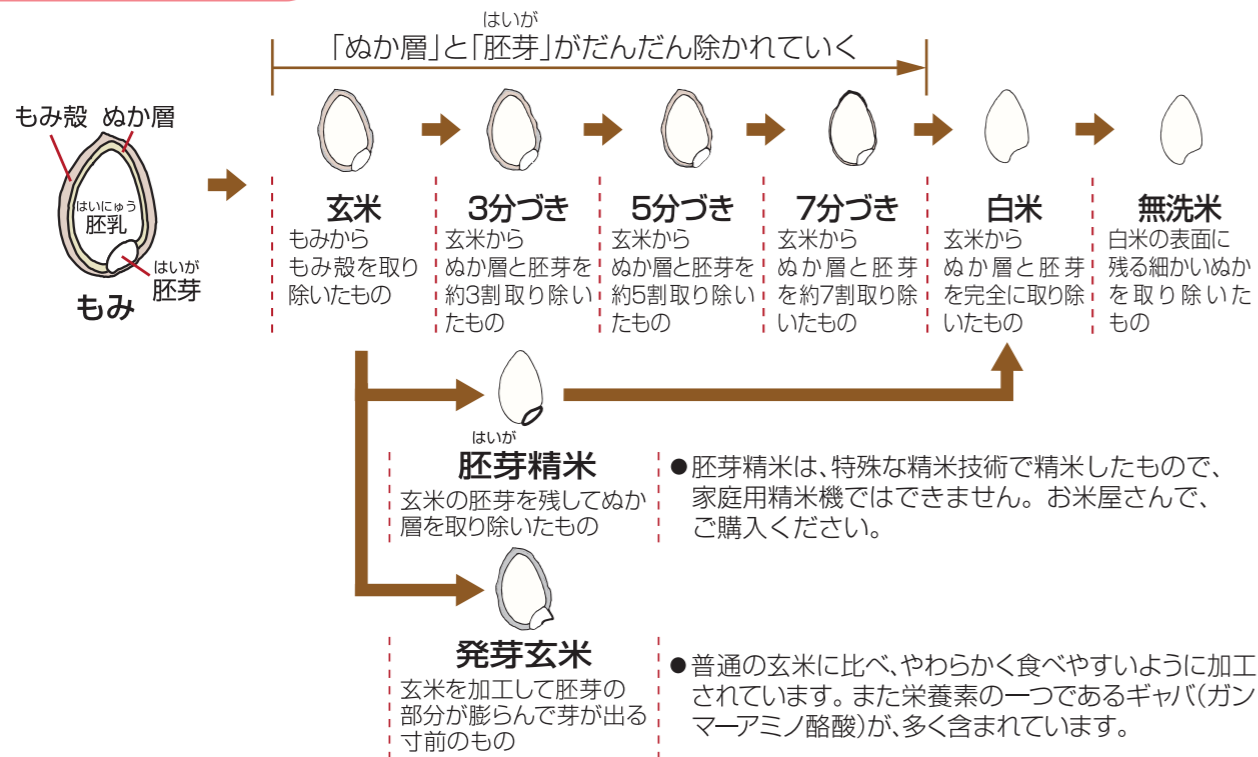 はいが
「ぬか層」と「胚芽」がだんだん除かれていく
もみ殻 ぬか層
はいにゅう
胚乳
はいが
胚芽
もみ
玄米
もみから
もみ殻を取り
除いたもの
3分づき
玄米から
ぬか層と胚芽を
約3割取り除い
たもの
5分づき
玄米から
ぬか層と胚芽を
約5割取り除い
たもの
7分づき
玄米から
ぬか層と胚芽
を約7割取り除
いたもの
白米
玄米から
ぬか層と胚芽
を完全に取り除
いたもの
無洗米
白米の表面に
残る細かいぬか
を取り除いた
もの
はいが
胚芽精米
玄米の胚芽を残してぬか
層を取り除いたもの
●胚芽精米は、特殊な精米技術で精米したもので、
家庭用精米機ではできません。お米屋さんで、
ご購入ください。
発芽玄米
玄米を加工して胚芽の
部分が膨らんで芽が出る
寸前のもの
●普通の玄米に比べ、やわらかく食べやすいように加工
されています。また栄養素の一つであるギャバ(ガン
マーアミノ酪酸)が、多く含まれています。